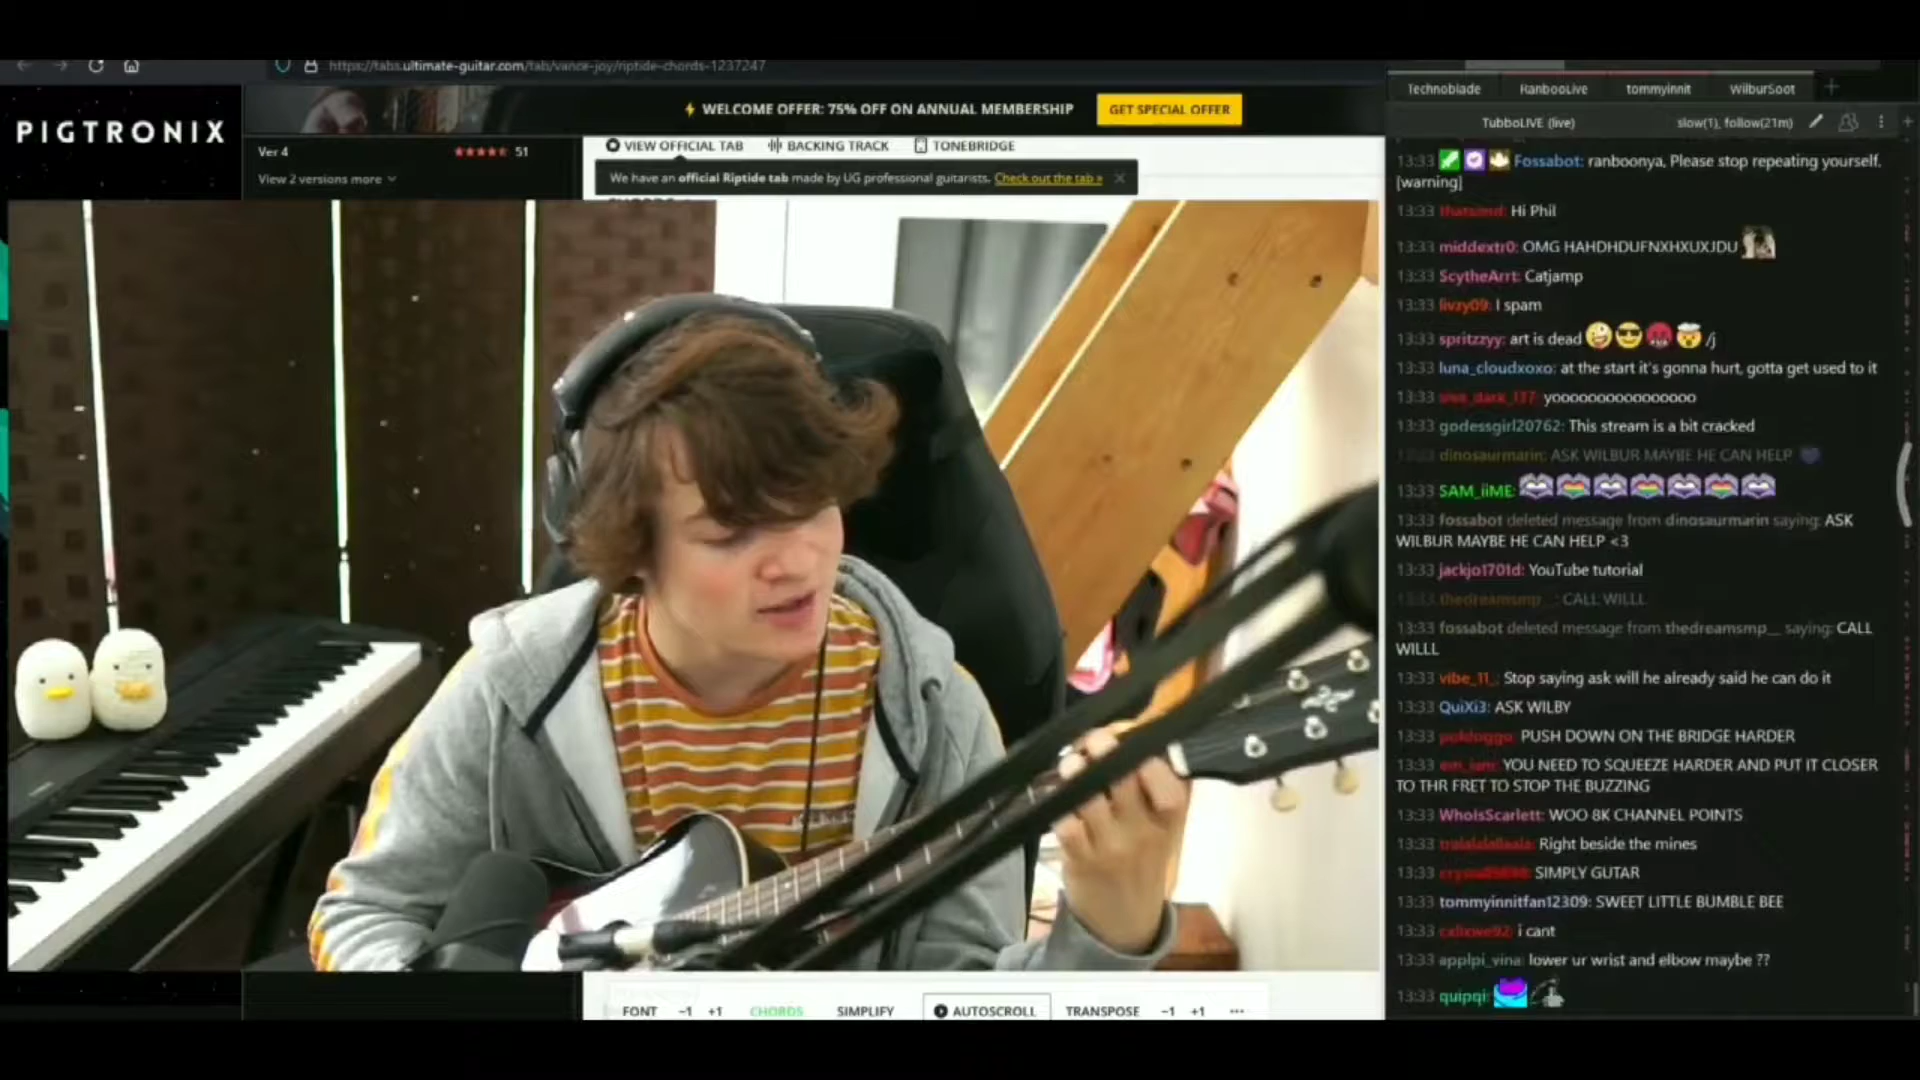 https://tabs.ultimate-guitar.com/tab/vance-joy/riptide-chords-1237247
PIGTRONIX
WELCOME OFFER: 75% OFF ON ANNUAL MEMBERSHIP
GET SPECIAL OFFER
Ver 4
51
View 2 versions more
VIEW OFFICIAL TAB
BACKING TRACK
TONEBRIDGE
We have an official Riptide tab made by UG professional guitarists. Check out the tab »
FONT -1 +1 CHORDS SIMPLIFY AUTOSCROLL TRANSPOSE -1 +1 ...
Technoblade RanbooLive tommyinnit WilburSoot
TubboLIVE (live) slow(1), follow(21m)
13:33 Fossabot: ranboonya, Please stop repeating yourself.
[warning]
13:33 Hi Phil
13:33 middextr0: OMG HAHDHDUFNXHXUXJDU
13:33 ScytheArrt: Catjamp
13:33 livzy09: I spam
13:33 spritzzyy: art is dead /j
13:33 luna_cloudxoxo: at the start it's gonna hurt, gotta get used to it
13:33 yooooooooooooooooo
13:33 godessgirl20762: This stream is a bit cracked
13:33 dinosaurmarin: ASK WILBUR MAYBE HE CAN HELP
13:33 SAM_iiME:
13:33 fossabot deleted message from dinosaurmarin saying: ASK
WILBUR MAYBE HE CAN HELP <3
13:33 jackjo1701d: YouTube tutorial
13:33 thedreamsmp__: CALL WILLL
13:33 fossabot deleted message from thedreamsmp__ saying: CALL
WILLL
13:33 vibe_11_: Stop saying ask will he already said he can do it
13:33 QuiXi3: ASK WILBY
13:33 PUSH DOWN ON THE BRIDGE HARDER
13:33 YOU NEED TO SQUEEZE HARDER AND PUT IT CLOSER
TO THR FRET TO STOP THE BUZZING
13:33 WhoIsScarlett: WOO 8K CHANNEL POINTS
13:33 Right beside the mines
13:33 SIMPLY GUTAR
13:33 tommyinnitfan12309: SWEET LITTLE BUMBLE BEE
13:33 i cant
13:33 applpi_vina: lower ur wrist and elbow maybe ??
13:33 quipqi: